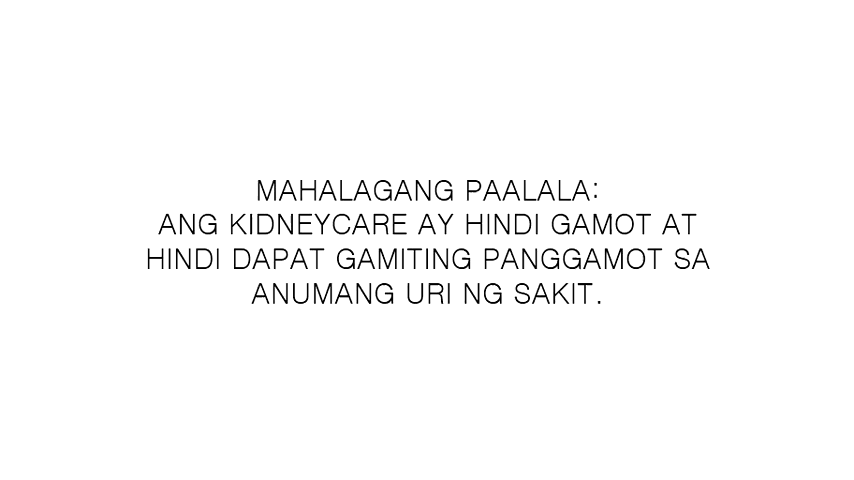 MAHALAGANG PAALALA:
ANG KIDNEYCARE AY HINDI GAMOT AT
HINDI DAPAT GAMITING PANGGAMOT SA
ANUMANG URI NG SAKIT.